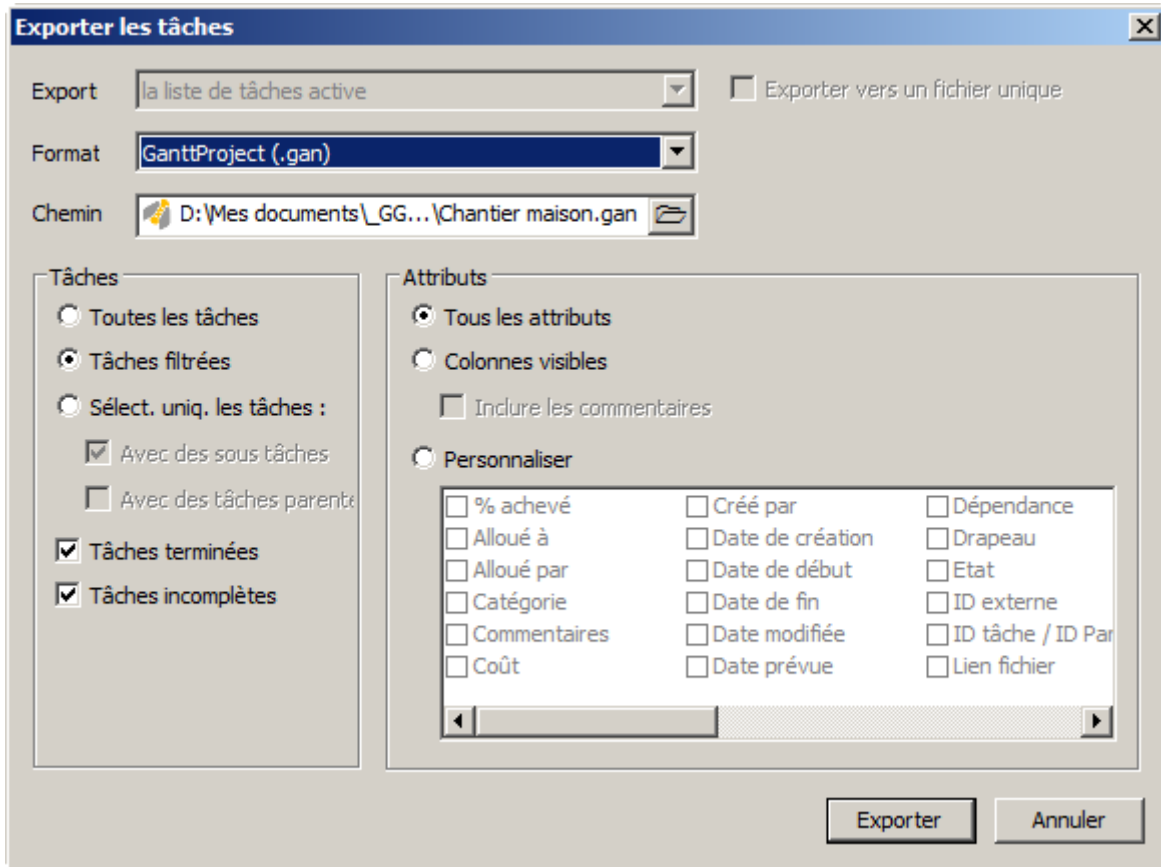 Exporter les tâches
Export la liste de tâches active Exporter vers un fichier unique
Format GanttProject (.gan)
Chemin D:\Mes documents\_GG...\Chantier maison.gan
Tâches
Toutes les tâches
Tâches filtrées
Sélect. uniq. les tâches :
Avec des sous tâches
Avec des tâches parente
Tâches terminées
Tâches incomplètes
Attributs
Tous les attributs
Colonnes visibles
Inclure les commentaires
Personnaliser
% achevé Créé par Dépendance
Alloué à Date de création Drapeau
Alloué par Date de début Etat
Catégorie Date de fin ID externe
Commentaires Date modifiée ID tâche / ID Par
Coût Date prévue Lien fichier
Exporter Annuler